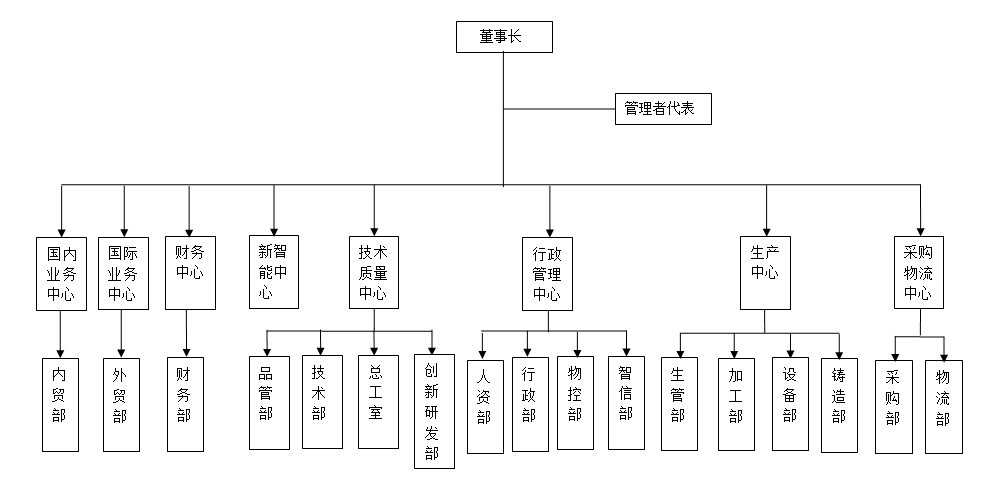 董事长
管理者代表
国内
业务
中心
国际
业务
中心
财务
中心
新智
能中
心
技术
质量
中心
行政
管理
中心
生产
中心
采购
物流
中心
内贸部
外贸部
财务部
品管部
技术部
总工室
创新研发部
人资部
行政部
物控部
智信部
生管部
加工部
设备部
铸造部
采购部
物流部